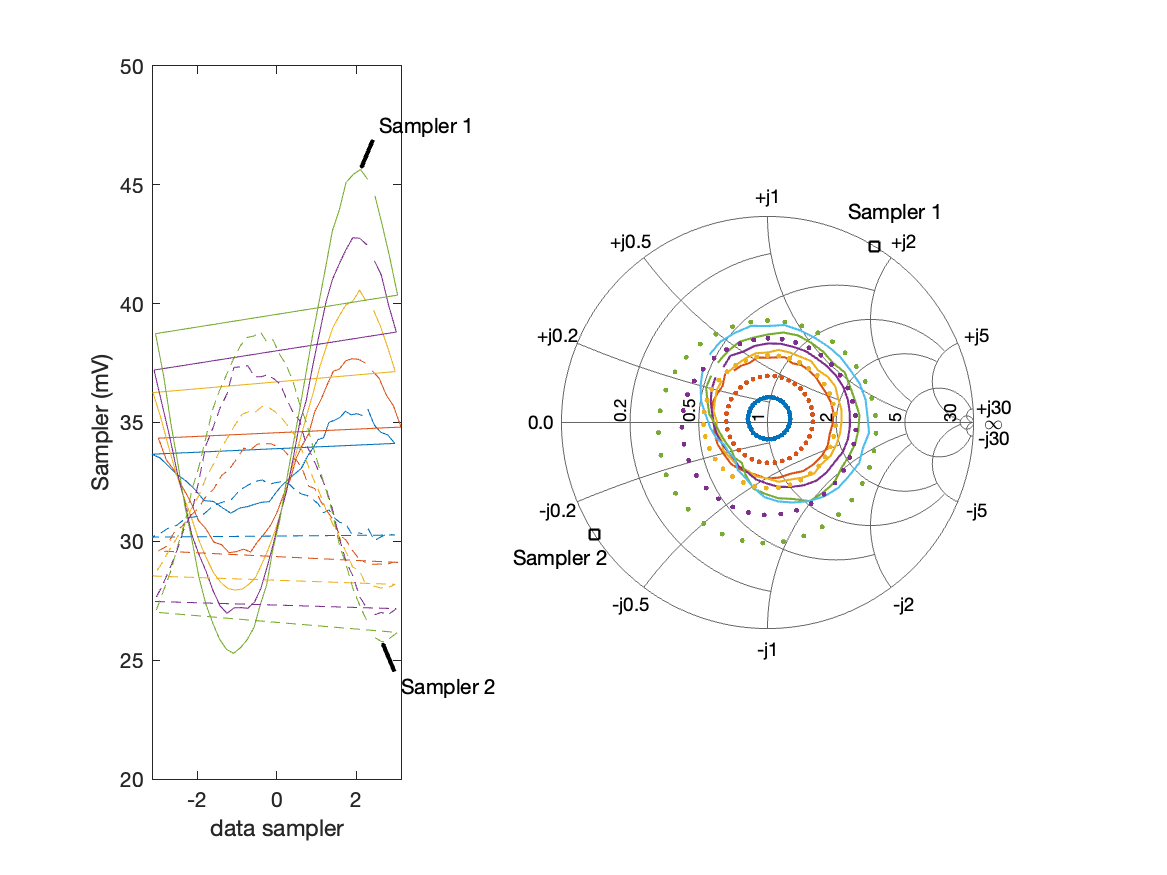 50
45
40
35
30
25
20
-2
0
2
data sampler
Sampler (mV)
Sampler 1
Sampler 2
+j1
Sampler 1
+j0.5
+j2
+j0.2
+j5
0.0
0.2
0.5
1
2
5
30
+j30
∞
-j30
-j0.2
-j5
Sampler 2
-j0.5
-j2
-j1